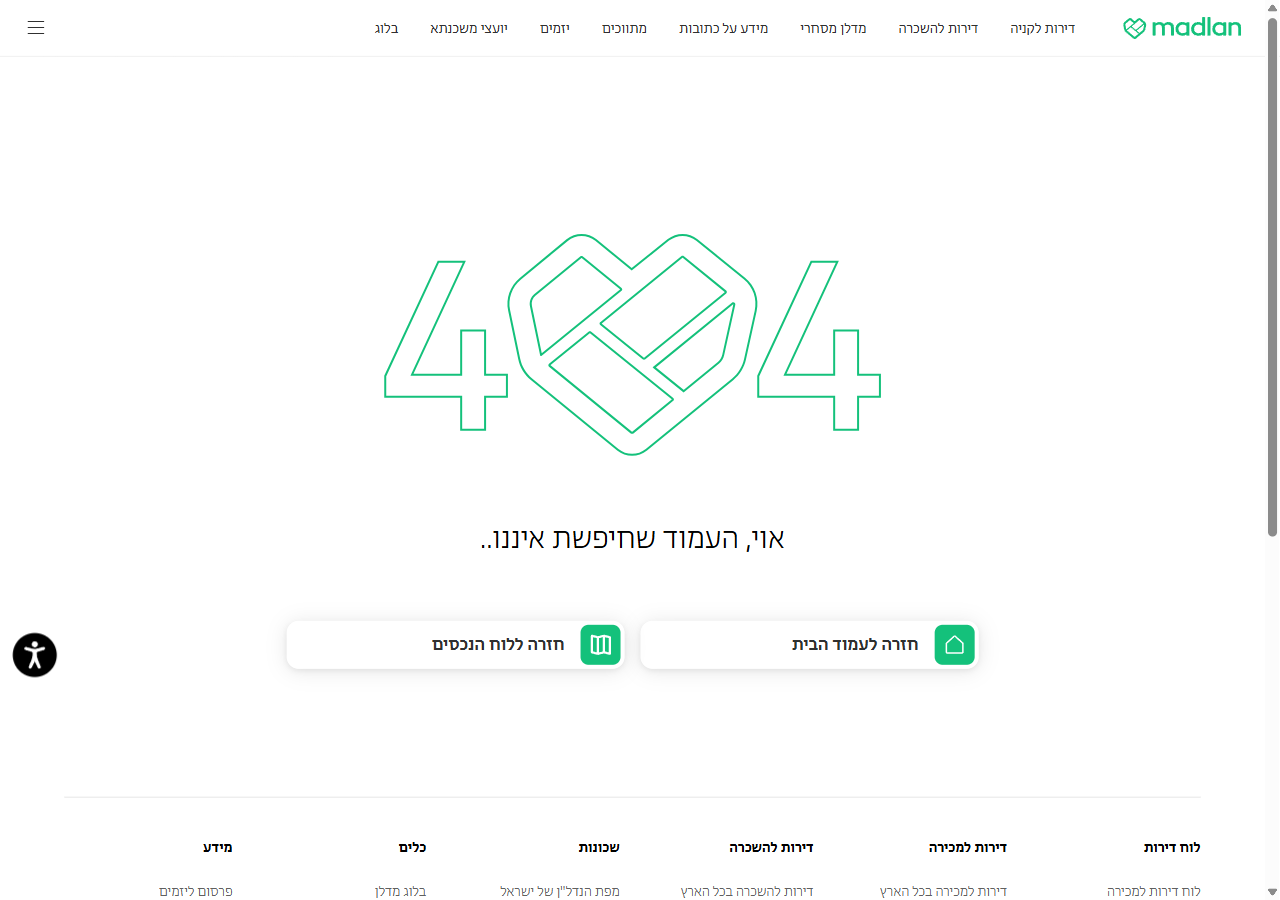 madlan
דירות לקניה
דירות להשכרה
מדלן מסחרי
מידע על כתובות
מתווכים
יזמים
יועצי משכנתא
בלוג
4 4
אוי, העמוד שחיפשת איננו..
חזרה לעמוד הבית
חזרה ללוח הנכסים
לוח דירות
דירות למכירה
דירות להשכרה
שכונות
כלים
מידע
לוח דירות למכירה
דירות למכירה בכל הארץ
דירות להשכרה בכל הארץ
מפת הנדל"ן של ישראל
בלוג מדלן
פרסום ליזמים